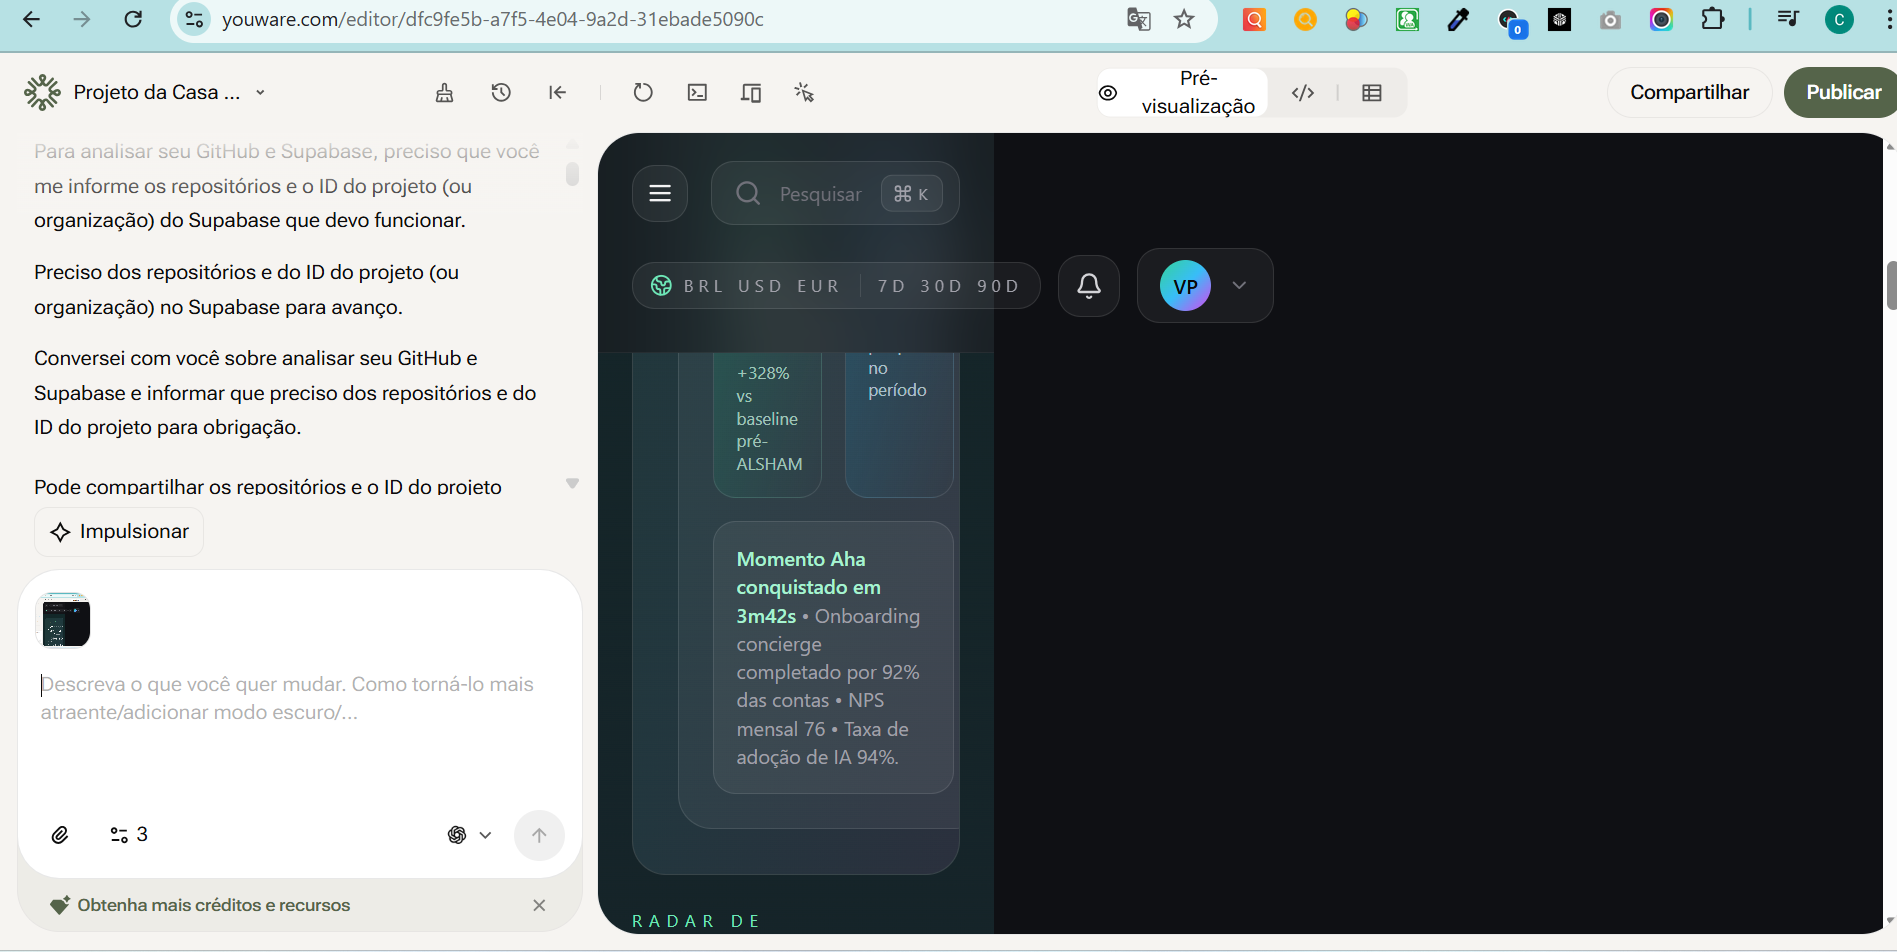 youware.com/editor/dfc9fe5b-a7f5-4e04-9a2d-31ebade5090c
0
C
Projeto da Casa ...
Pré-
visualização
Compartilhar
Publicar
Para analisar seu GitHub e Supabase, preciso que você
me informe os repositórios e o ID do projeto (ou
organização) do Supabase que devo funcionar.
Preciso dos repositórios e do ID do projeto (ou
organização) no Supabase para avanço.
Conversei com você sobre analisar seu GitHub e
Supabase e informar que preciso dos repositórios e do
ID do projeto para obrigação.
Pode compartilhar os repositórios e o ID do projeto
Impulsionar
Descreva o que você quer mudar. Como torná-lo mais
atraente/adicionar modo escuro/...
3
Obtenha mais créditos e recursos
Pesquisar
⌘ K
BRL USD EUR
7D 30D 90D
VP
+328%
vs
baseline
pré-
ALSHAM
no
período
Momento Aha
conquistado em
3m42s • Onboarding
concierge
completado por 92%
das contas • NPS
mensal 76 • Taxa de
adoção de IA 94%.
RADAR DE